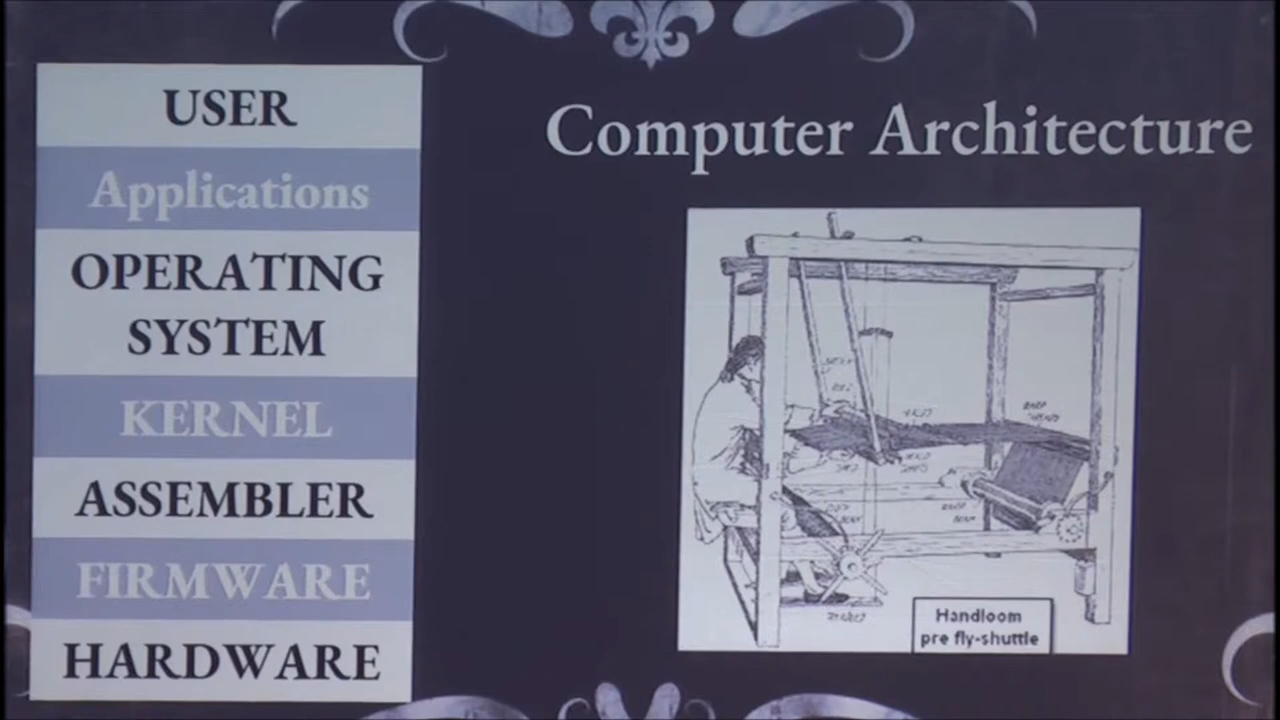 USER
Applications
OPERATING
SYSTEM
KERNEL
ASSEMBLER
FIRMWARE
HARDWARE
Computer Architecture
Handloom
pre fly-shuttle